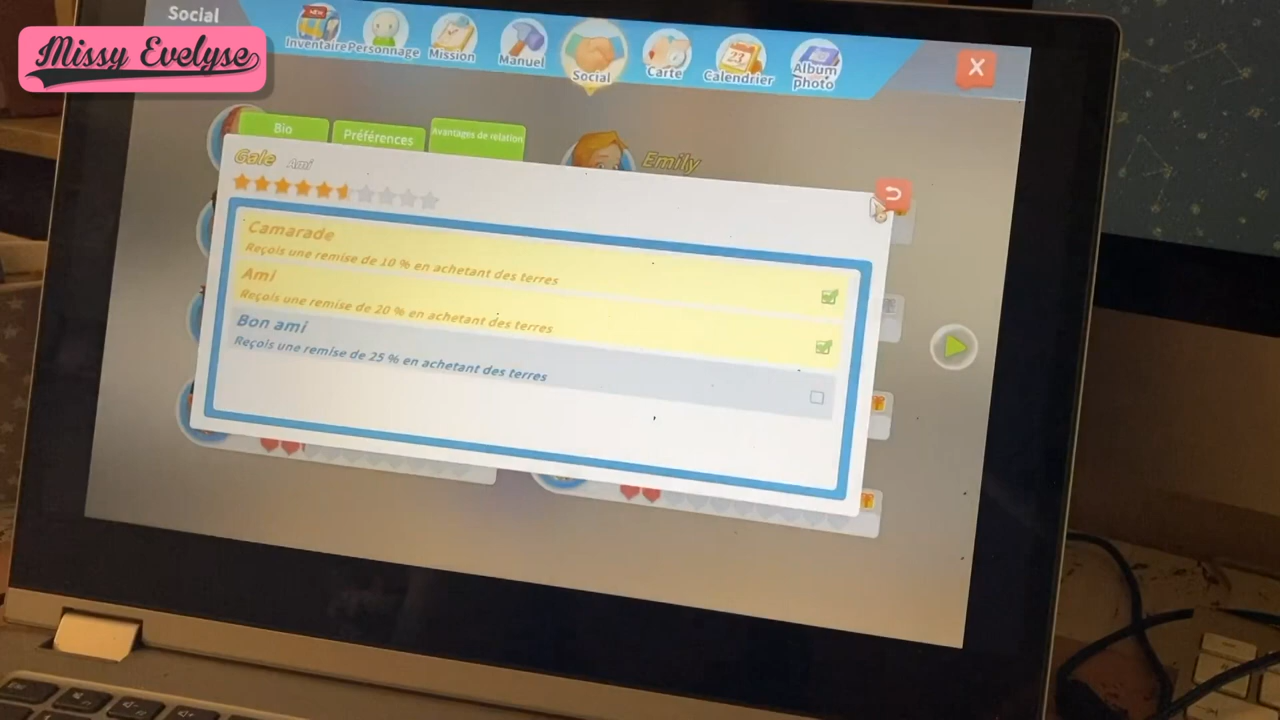 Social
Missy Evelyse
Inventaire
Personnage
Mission
Manuel
Social
Carte
Calendrier
Album
photo
NEW
23
X
Bio
Préférences
Avantages de relation
Emily
Gale Ami
Camarade
Reçois une remise de 10 % en achetant des terres
Ami
Reçois une remise de 20 % en achetant des terres
Bon ami
Reçois une remise de 25 % en achetant des terres